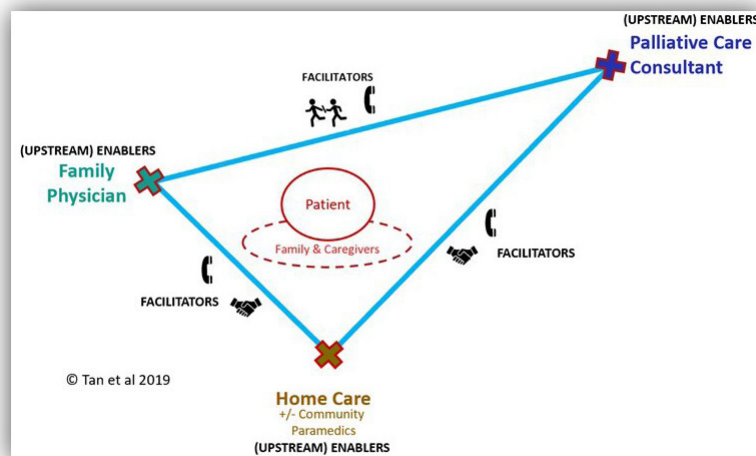 (UPSTREAM) ENABLERS
Palliative Care
Consultant
FACILITATORS
(UPSTREAM) ENABLERS
Family
Physician
Patient
Family & Caregivers
FACILITATORS
FACILITATORS
© Tan et al 2019
Home Care
+/- Community
Paramedics
(UPSTREAM) ENABLERS